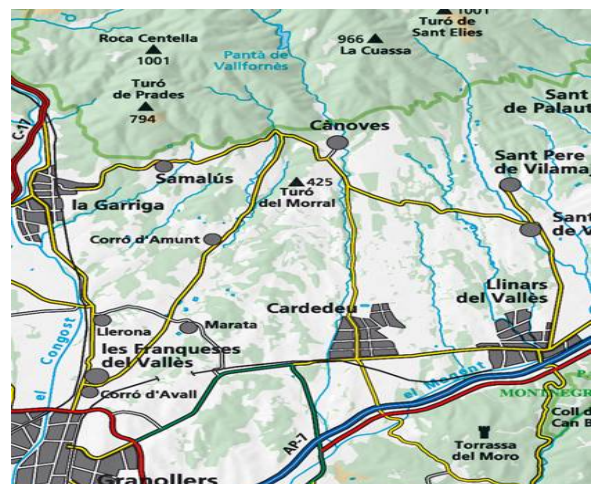 1001
Turó de
Sant Elies
Roca Centella
1001
966
La Cuassa
Pantà de
Vallfornès
Turó
de Prades
794
C-17
Sant
de Palaut
Cànoves
Samalús
425
Turó
del Morral
Sant Pere
de Vilamaj
la Garriga
Corró d'Amunt
Sant
de V
Llinars
del Vallès
Cardedeu
Llerona
Marata
el Congost
les Franqueses
del Vallès
Corró d'Avall
el Mogent
MONTNEGR
Coll d
Can B
AP-7
Torrassa
del Moro
Granollers